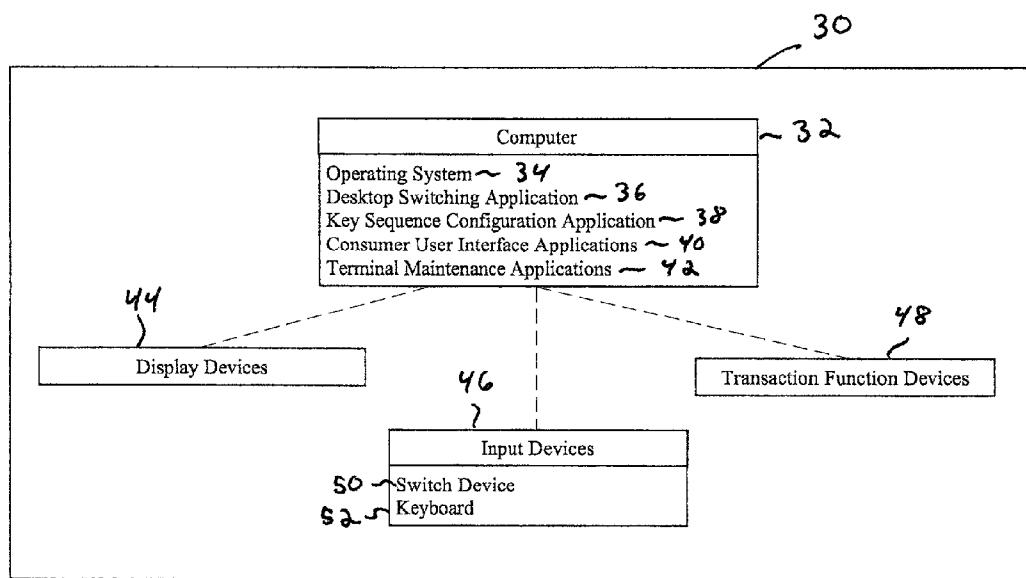 30
Computer 32
Operating System 34
Desktop Switching Application 36
Key Sequence Configuration Application 38
Consumer User Interface Applications 40
Terminal Maintenance Applications 42
44
Display Devices
48
Transaction Function Devices
46
Input Devices
50 Switch Device
52 Keyboard